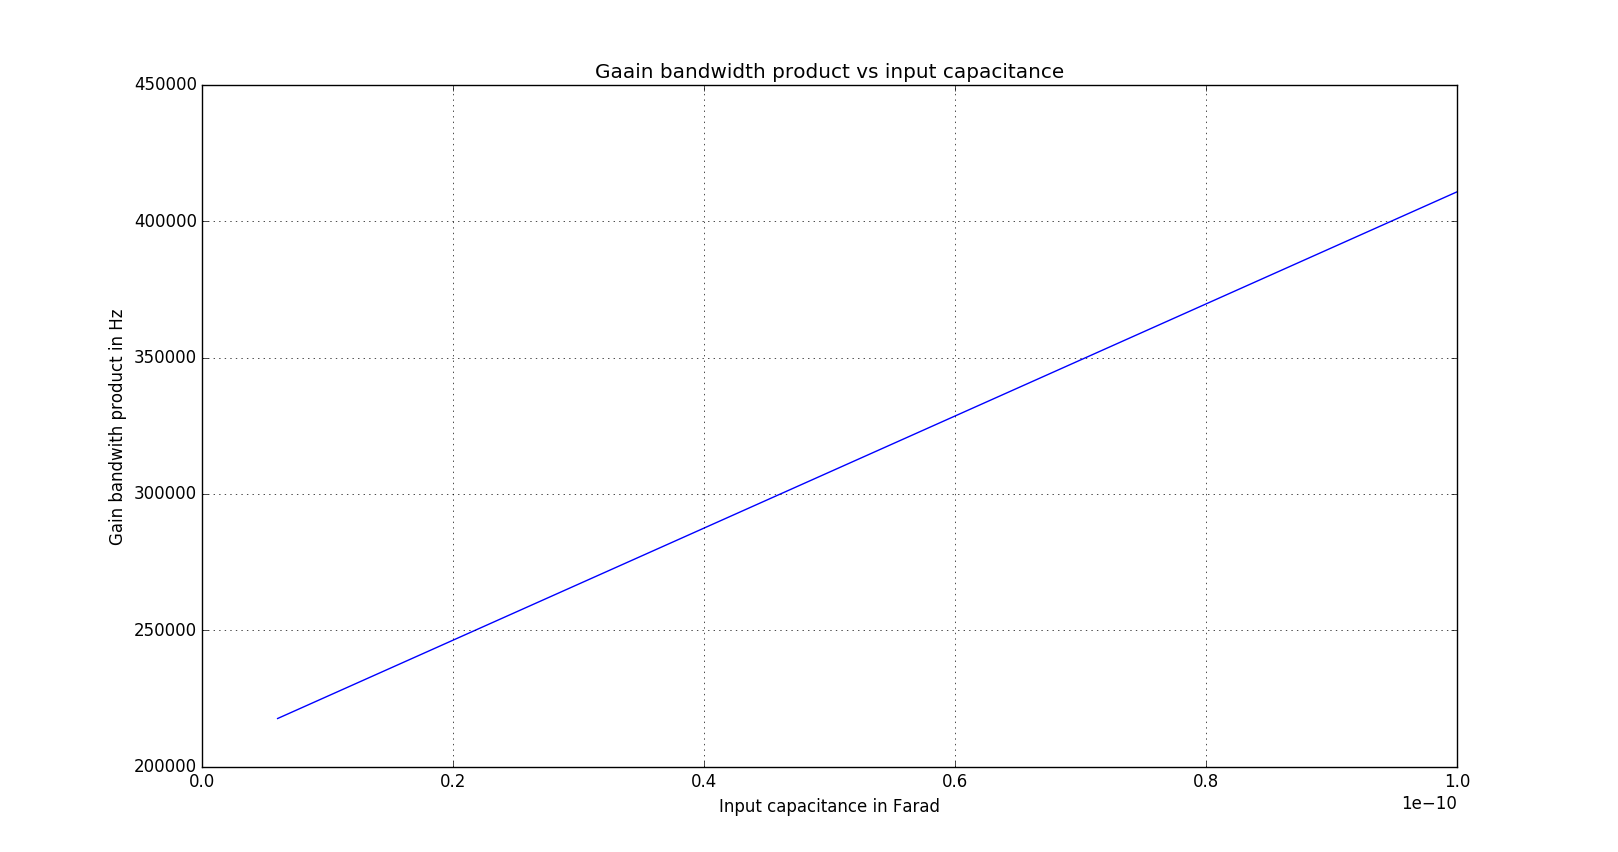 Gaain bandwidth product vs input capacitance
450000
400000
350000
300000
250000
200000
Gain bandwith product in Hz
0.0 0.2 0.4 0.6 0.8 1.0
1e−10
Input capacitance in Farad